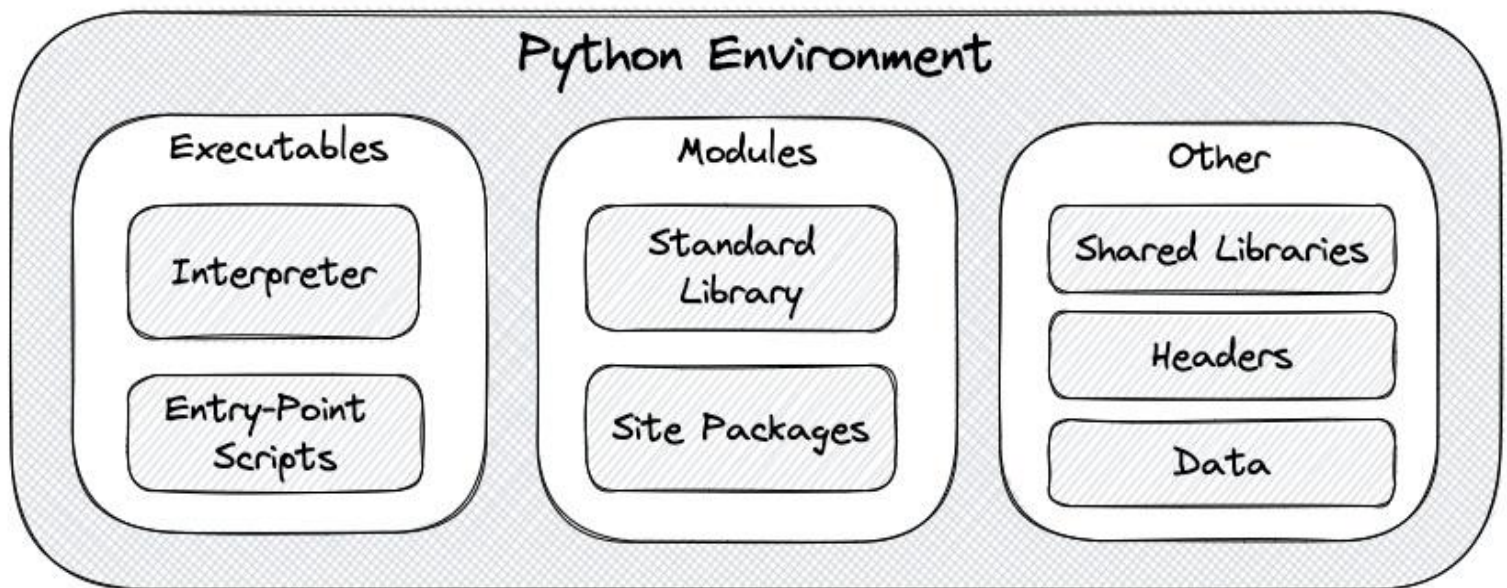 Python Environment
Executables
Interpreter
Entry-Point
Scripts
Modules
Standard
Library
Site Packages
Other
Shared Libraries
Headers
Data